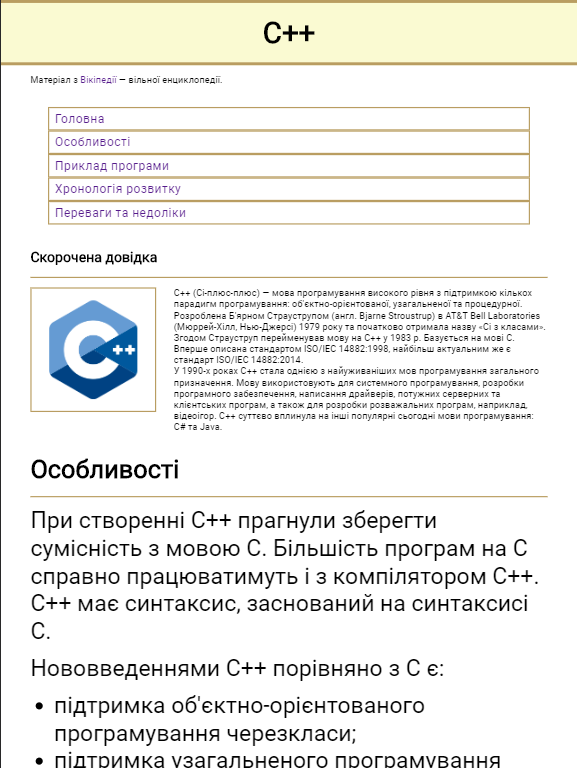 C++
Матеріал з Вікіпедії — вільної енциклопедії.
Головна
Особливості
Приклад програми
Хронологія розвитку
Переваги та недоліки
Скорочена довідка
C++ (Сі-плюс-плюс) — мова програмування високого рівня з підтримкою кількох
парадигм програмування: об'єктно-орієнтованої, узагальненої та процедурної.
Розроблена Б'ярном Страуструпом (англ. Bjarne Stroustrup) в AT&T Bell Laboratories
(Мюррей-Хілл, Нью-Джерсі) 1979 року та початково отримала назву «Сі з класами».
Згодом Страуструп перейменував мову на C++ у 1983 р. Базується на мові С.
Вперше описана стандартом ISO/IEC 14882:1998, найбільш актуальним же є
стандарт ISO/IEC 14882:2014.
У 1990-х роках С++ стала однією з найуживаніших мов програмування загального
призначення. Мову використовують для системного програмування, розробки
програмного забезпечення, написання драйверів, потужних серверних та
клієнтських програм, а також для розробки розважальних програм, наприклад,
відеоігор. С++ суттєво вплинула на інші популярні сьогодні мови програмування:
С# та Java.
C++
Особливості
При створенні С++ прагнули зберегти
сумісність з мовою С. Більшість програм на С
справно працюватимуть і з компілятором С++.
С++ має синтаксис, заснований на синтаксисі
С.
Нововведеннями С++ порівняно з С є:
• підтримка об'єктно-орієнтованого
програмування черезкласи;
• підтримка узагальненого програмування